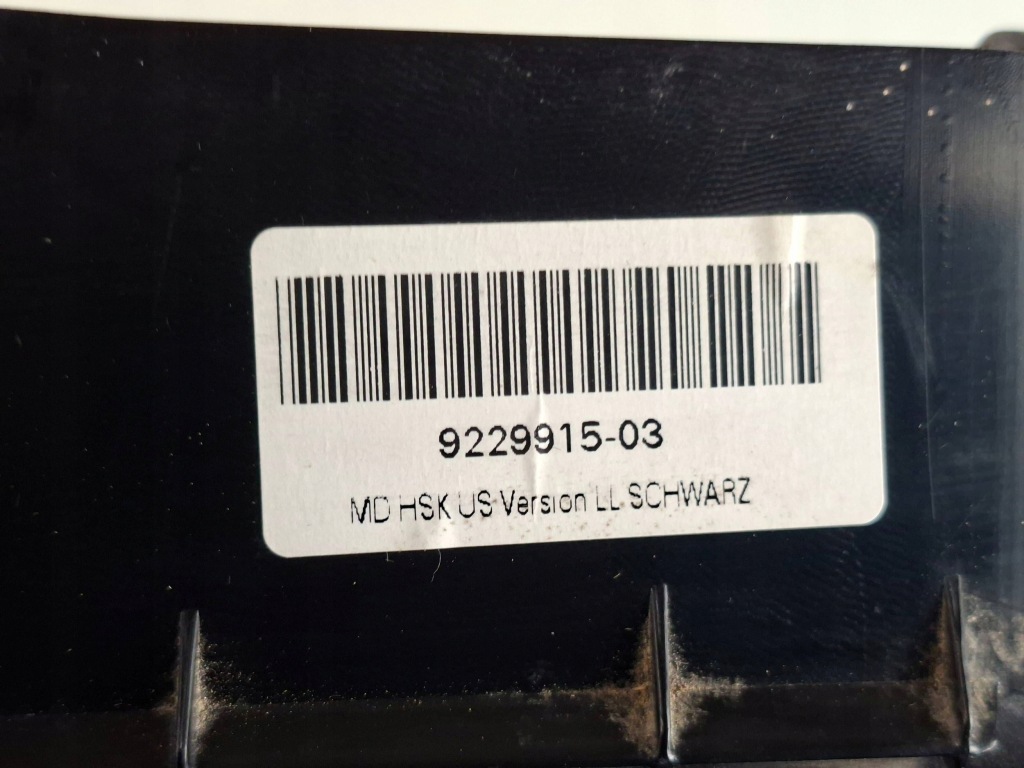 9229915-03
MD HSK US Version LL SCHWARZ